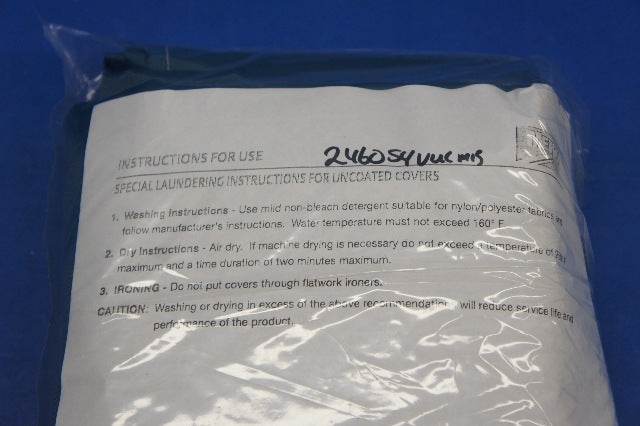 INSTRUCTIONS FOR USE
SPECIAL LAUNDERING INSTRUCTIONS FOR UNCOATED COVERS
1. Washing Instructions - Use mild non-bleach detergent suitable for nylon/polyester fabrics and
follow manufacturer's instructions. Water temperature must not exceed 160° F.
2. Dry Instructions - Air dry. If machine drying is necessary do not exceed a temperature of
maximum and a time duration of two minutes maximum.
3. IRONING - Do not put covers through flatwork ironers.
CAUTION: Washing or drying in excess of the above recommendations will reduce service life and
performance of the product.